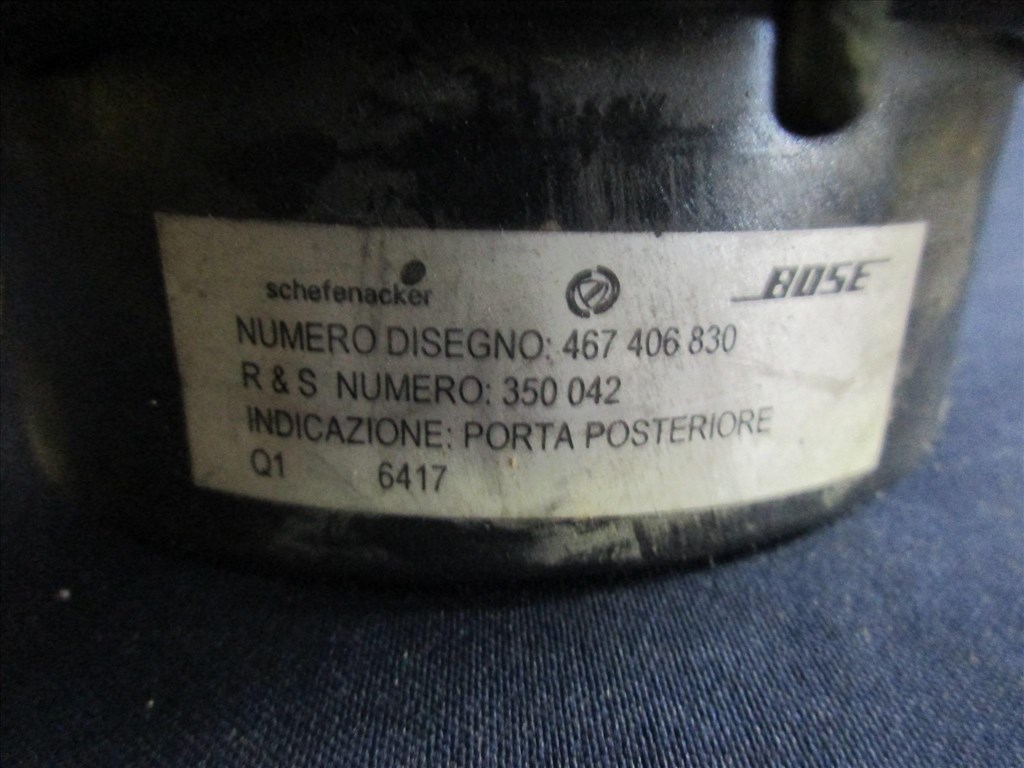 schefenacker BOSE
NUMERO DISEGNO: 467 406 830
R & S NUMERO: 350 042
INDICAZIONE: PORTA POSTERIORE
Q1 6417